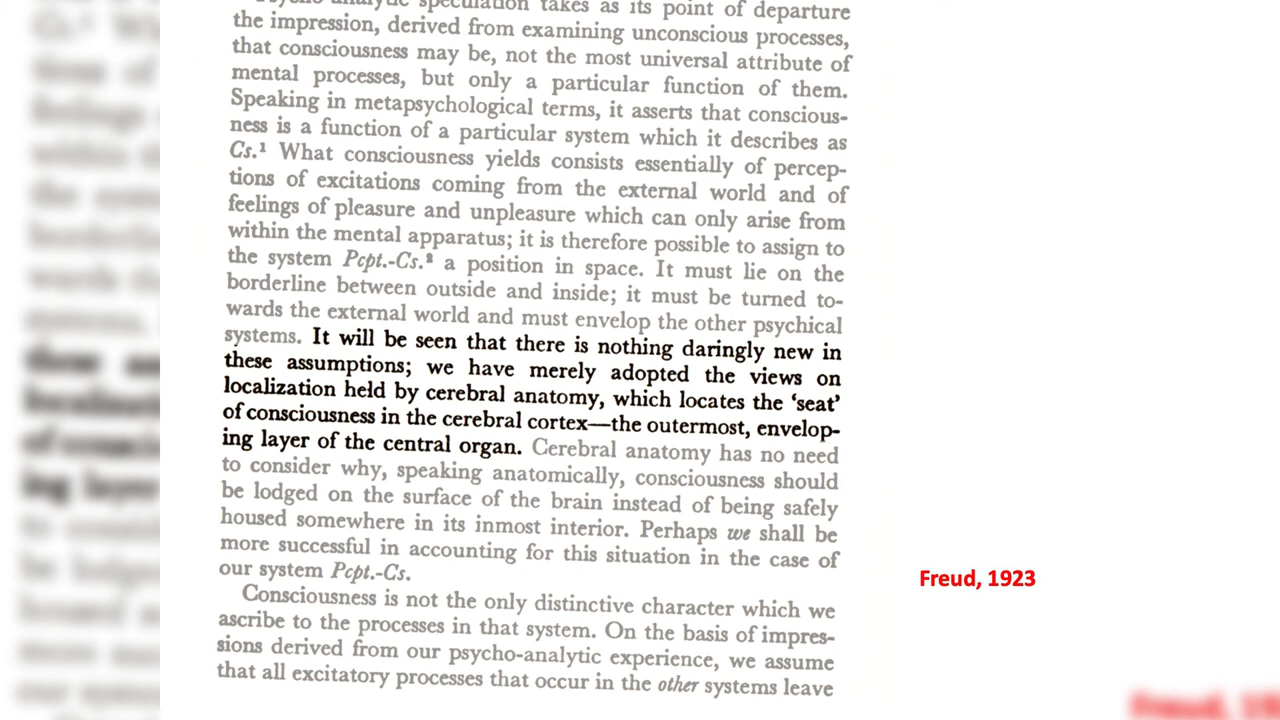 speculation takes as its point of departure
the impression, derived from examining unconscious processes,
that consciousness may be, not the most universal attribute of
mental processes, but only a particular function of them.
Speaking in metapsychological terms, it asserts that conscious-
ness is a function of a particular system which it describes as
Cs.¹ What consciousness yields consists essentially of percep-
tions of excitations coming from the external world and of
feelings of pleasure and unpleasure which can only arise from
within the mental apparatus; it is therefore possible to assign to
the system Pcpt.-Cs.² a position in space. It must lie on the
borderline between outside and inside; it must be turned to-
wards the external world and must envelop the other psychical
systems. It will be seen that there is nothing daringly new in
these assumptions; we have merely adopted the views on
localization held by cerebral anatomy, which locates the ‘seat’
of consciousness in the cerebral cortex—the outermost, envelop-
ing layer of the central organ. Cerebral anatomy has no need
to consider why, speaking anatomically, consciousness should
be lodged on the surface of the brain instead of being safely
housed somewhere in its inmost interior. Perhaps we shall be
more successful in accounting for this situation in the case of
our system Pcpt.-Cs.
Consciousness is not the only distinctive character which we
ascribe to the processes in that system. On the basis of impres-
sions derived from our psycho-analytic experience, we assume
that all excitatory processes that occur in the other systems leave
Freud, 1923